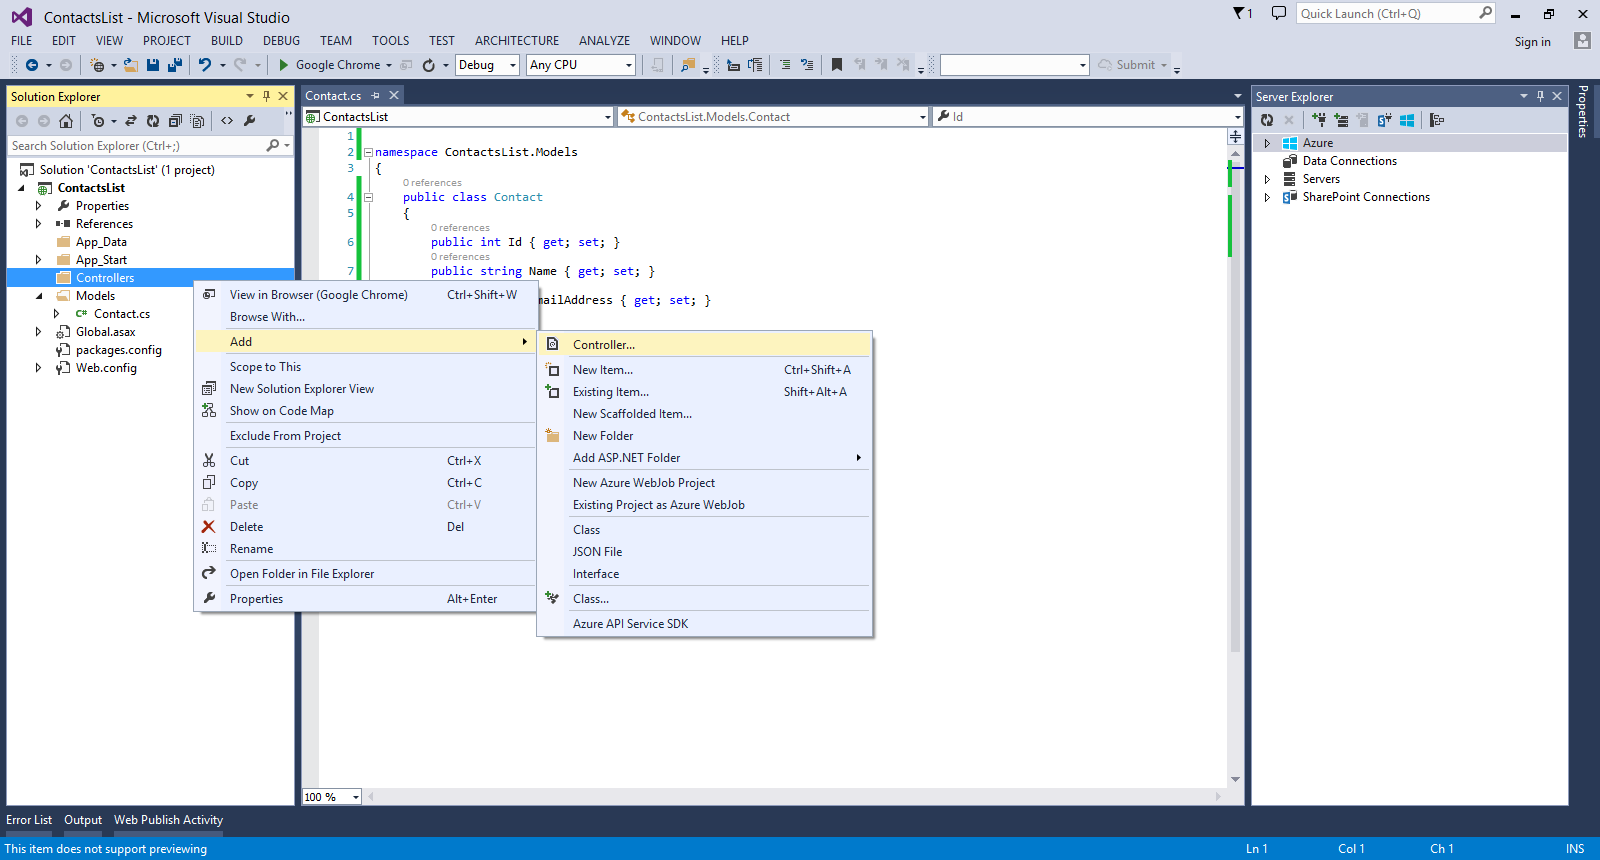 ContactsList - Microsoft Visual Studio
1
Quick Launch (Ctrl+Q)
FILE EDIT VIEW PROJECT BUILD DEBUG TEAM TOOLS TEST ARCHITECTURE ANALYZE WINDOW HELP
Sign in
Google Chrome Debug Any CPU Submit
Solution Explorer
Search Solution Explorer (Ctrl+;)
Solution 'ContactsList' (1 project)
ContactsList
Properties
References
App_Data
App_Start
Controllers
Models
C# Contact.cs
Global.asax
packages.config
Web.config
Contact.cs
ContactsList ContactsList.Models.Contact Id
1
2 namespace ContactsList.Models
3 {
0 references
4 public class Contact
5 {
0 references
6 public int Id { get; set; }
0 references
7 public string Name { get; set; }
mailAddress { get; set; }
View in Browser (Google Chrome) Ctrl+Shift+W
Browse With...
Add
Scope to This
New Solution Explorer View
Show on Code Map
Exclude From Project
Cut Ctrl+X
Copy Ctrl+C
Paste Ctrl+V
Delete Del
Rename
Open Folder in File Explorer
Properties Alt+Enter
Controller...
New Item... Ctrl+Shift+A
Existing Item... Shift+Alt+A
New Scaffolded Item...
New Folder
Add ASP.NET Folder
New Azure WebJob Project
Existing Project as Azure WebJob
Class
JSON File
Interface
Class...
Azure API Service SDK
100 %
Server Explorer
Azure
Data Connections
Servers
SharePoint Connections
Properties
Error List Output Web Publish Activity
This item does not support previewing Ln 1 Col 1 Ch 1 INS